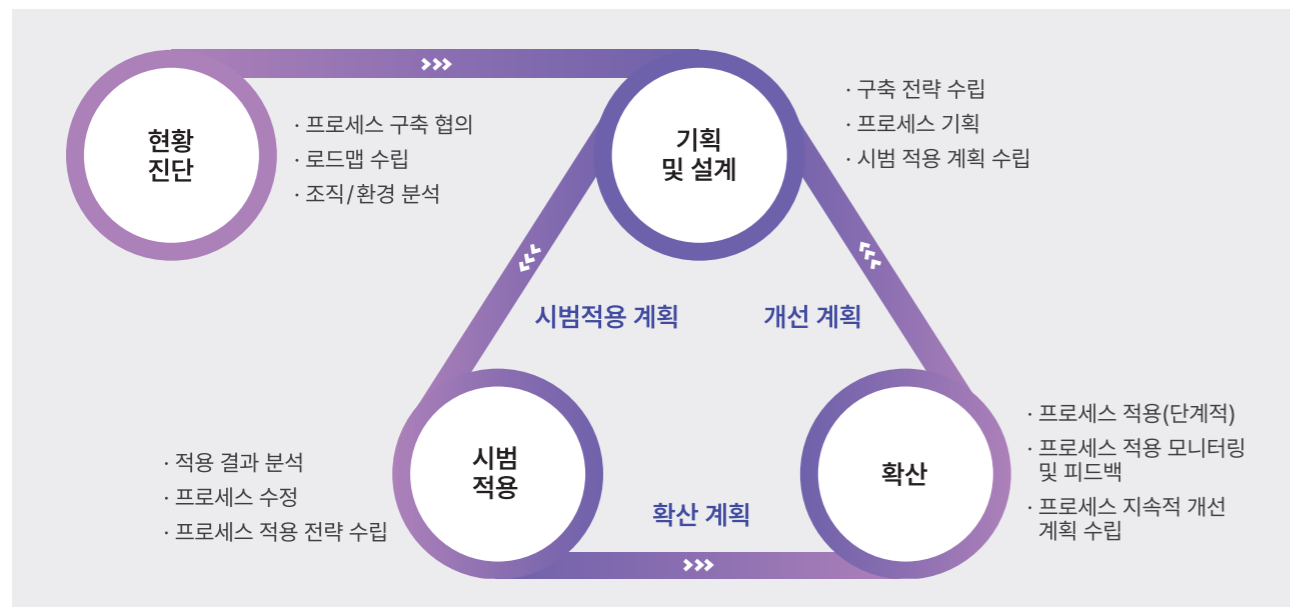 현황
진단
· 프로세스 구축 협의
· 로드맵 수립
· 조직/환경 분석
기획
및 설계
· 구축 전략 수립
· 프로세스 기획
· 시범 적용 계획 수립
시범적용 계획
개선 계획
시범
적용
· 적용 결과 분석
· 프로세스 수정
· 프로세스 적용 전략 수립
확산 계획
확산
· 프로세스 적용(단계적)
· 프로세스 적용 모니터링
및 피드백
· 프로세스 지속적 개선
계획 수립